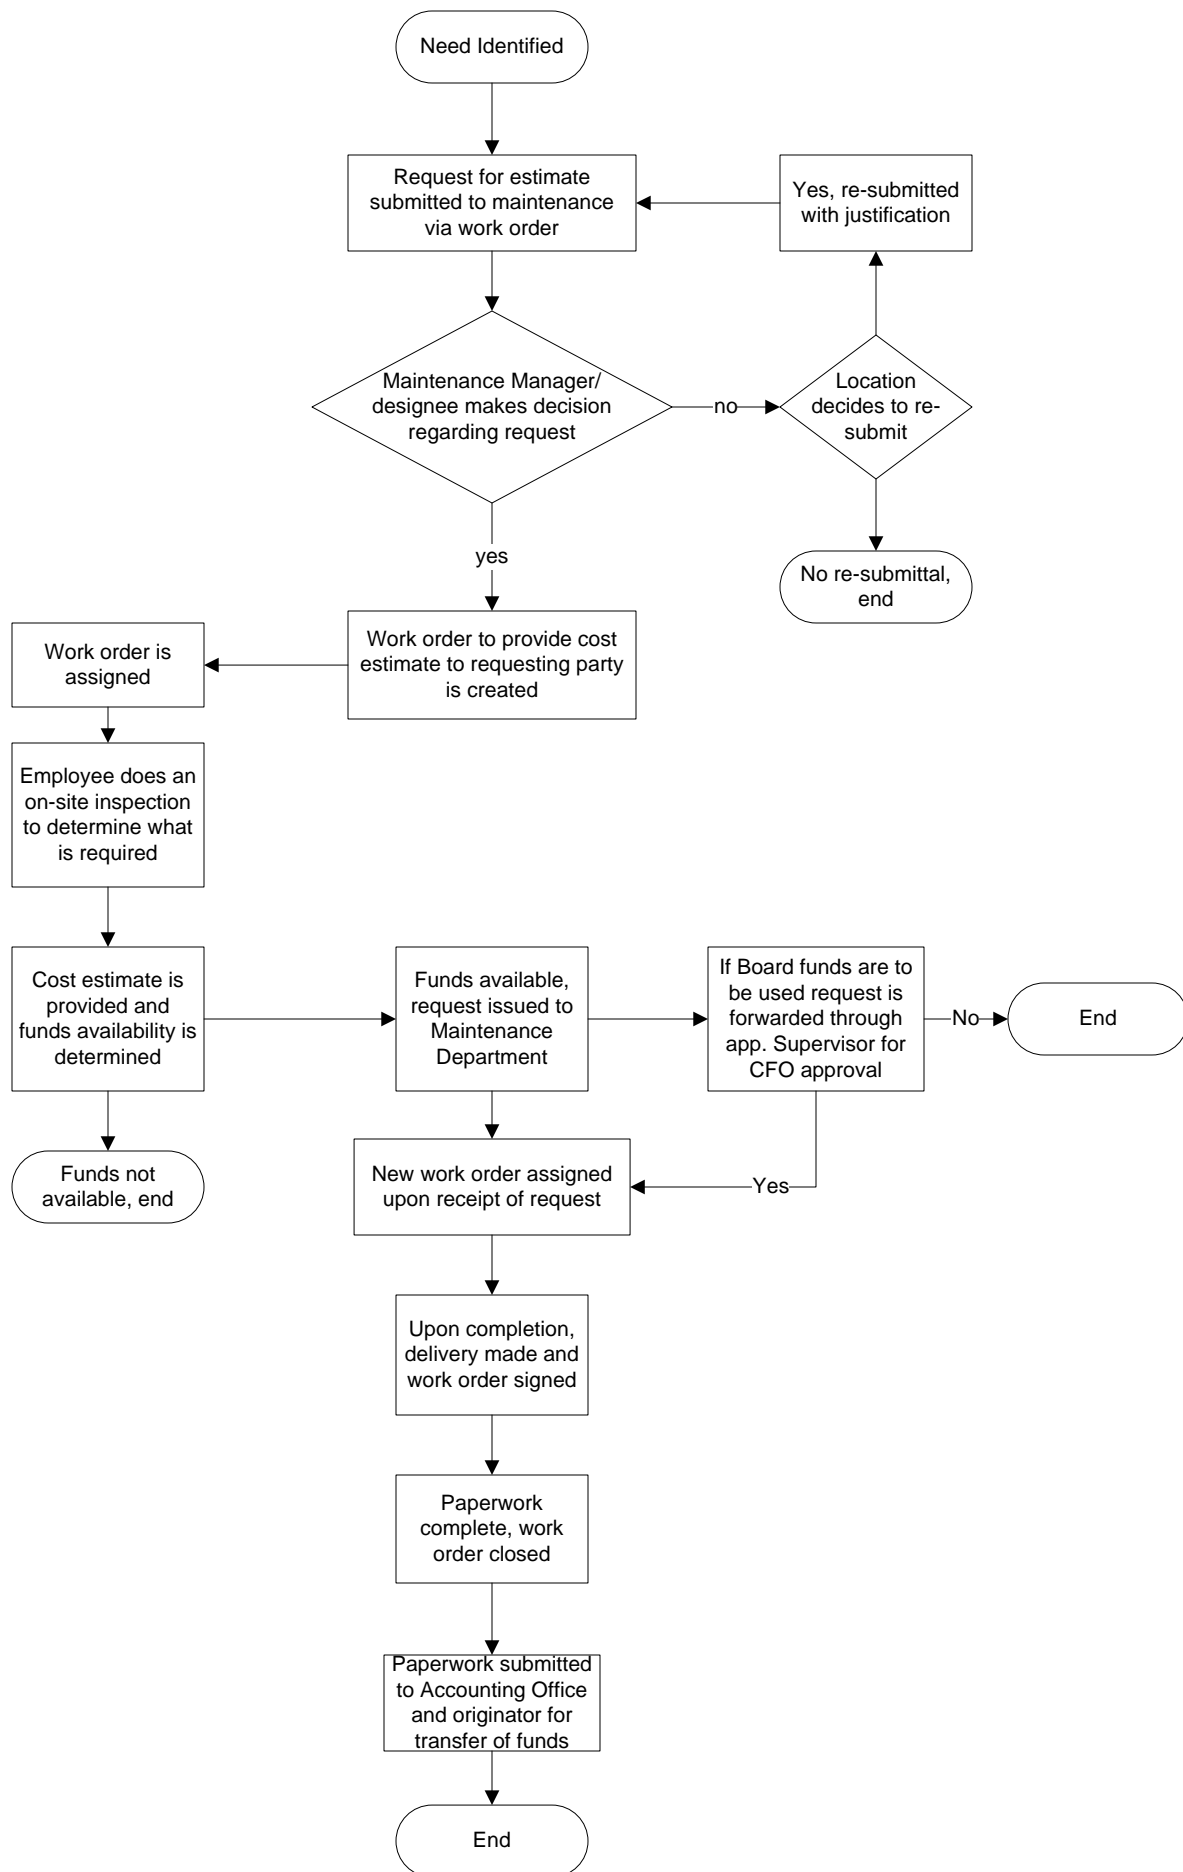 Need Identified
Request for estimate
submitted to maintenance
via work order
Yes, re-submitted
with justification
Maintenance Manager/
designee makes decision
regarding request
no
Location
decides to re-
submit
yes
No re-submittal,
end
Work order to provide cost
estimate to requesting party
is created
Work order is
assigned
Employee does an
on-site inspection
to determine what
is required
Cost estimate is
provided and
funds availability is
determined
Funds available,
request issued to
Maintenance
Department
If Board funds are to
be used request is
forwarded through
app. Supervisor for
CFO approval
No
End
Funds not
available, end
New work order assigned
upon receipt of request
Yes
Upon completion,
delivery made and
work order signed
Paperwork
complete, work
order closed
Paperwork submitted
to Accounting Office
and originator for
transfer of funds
End